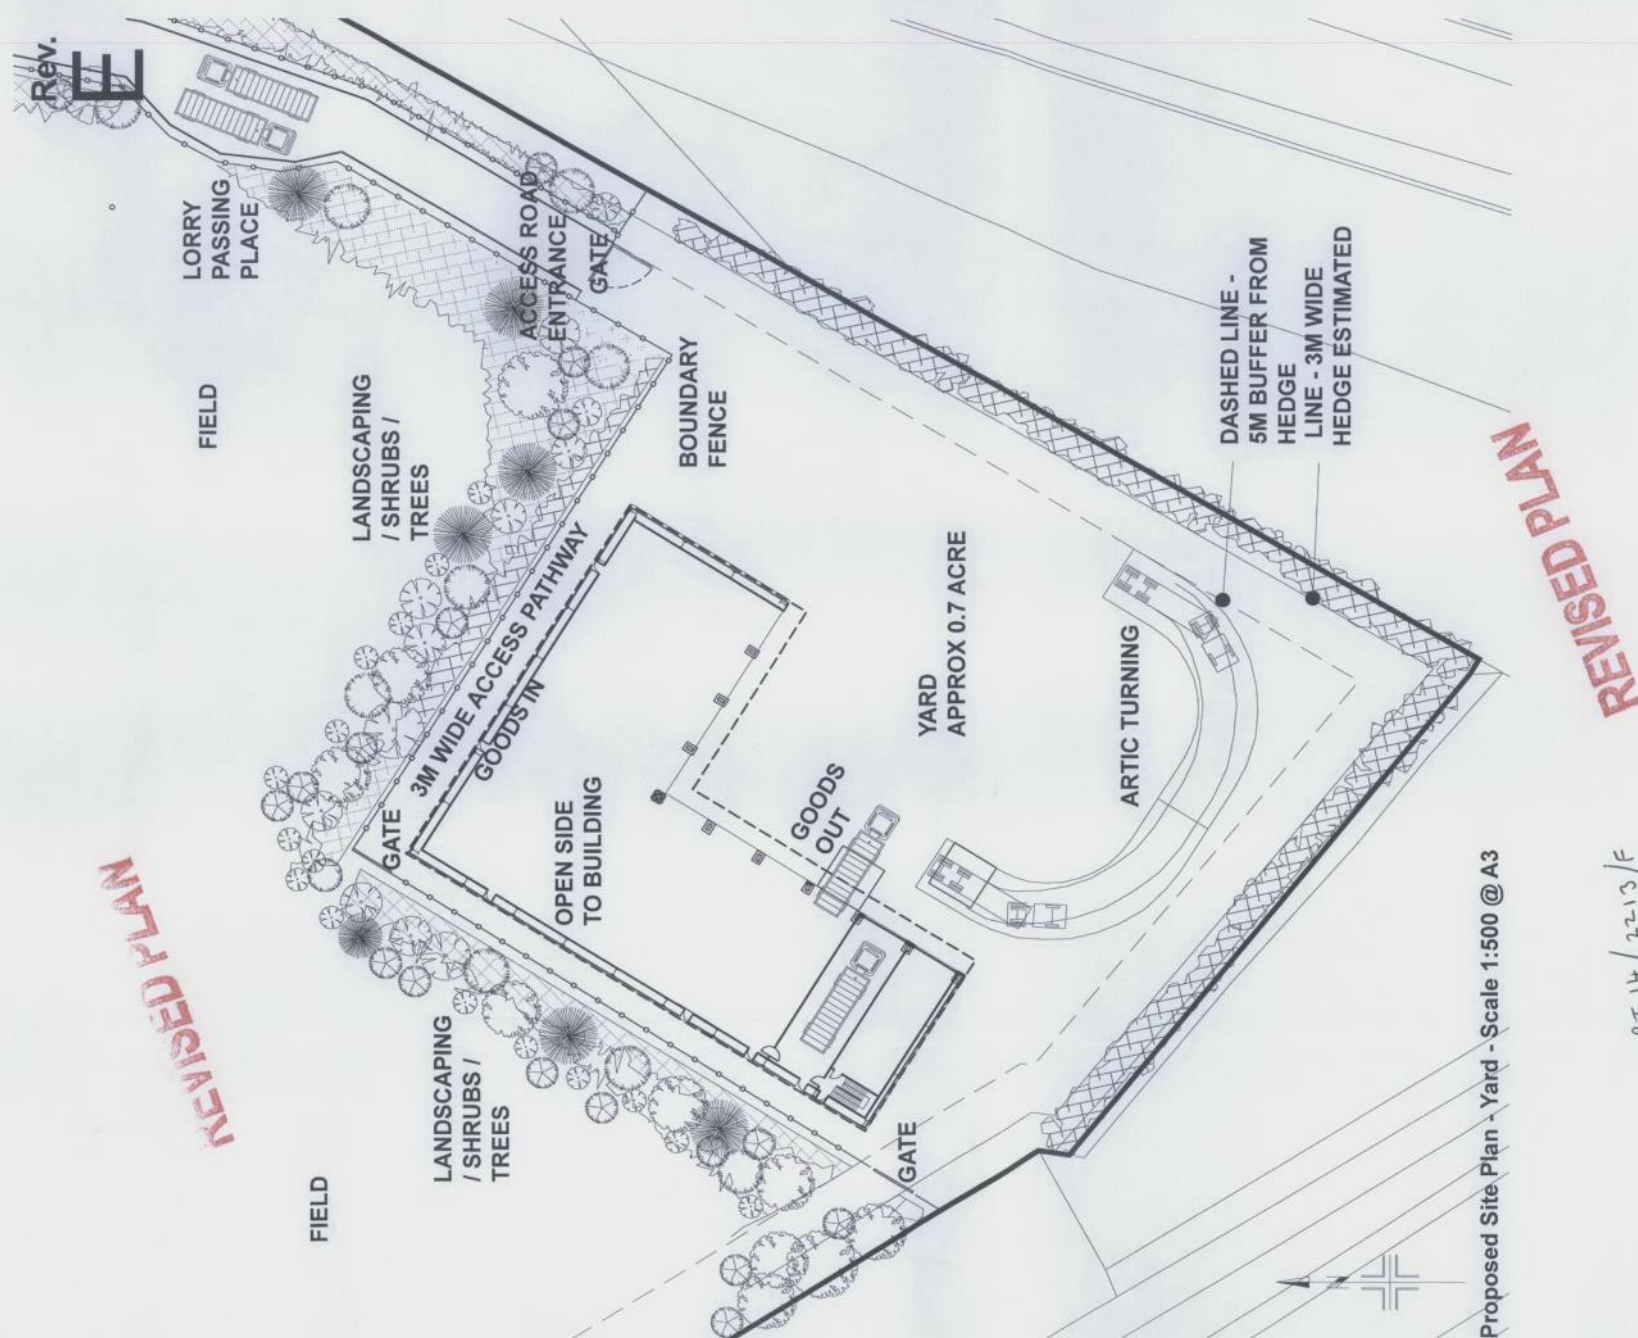 Rev.
E
LORRY
PASSING
PLACE
ACCESS ROAD
ENTRANCE
GATE
FIELD
LANDSCAPING
/ SHRUBS /
TREES
BOUNDARY
FENCE
DASHED LINE -
5M BUFFER FROM
HEDGE
LINE - 3M WIDE
HEDGE ESTIMATED
3M WIDE ACCESS PATHWAY
GOODS IN
GATE
OPEN SIDE
TO BUILDING
YARD
APPROX 0.7 ACRE
GOODS
OUT
ARTIC TURNING
REVISED PLAN
REVISED PLAN
LANDSCAPING
/ SHRUBS /
TREES
FIELD
GATE
Proposed Site Plan - Yard - Scale 1:500 @ A3